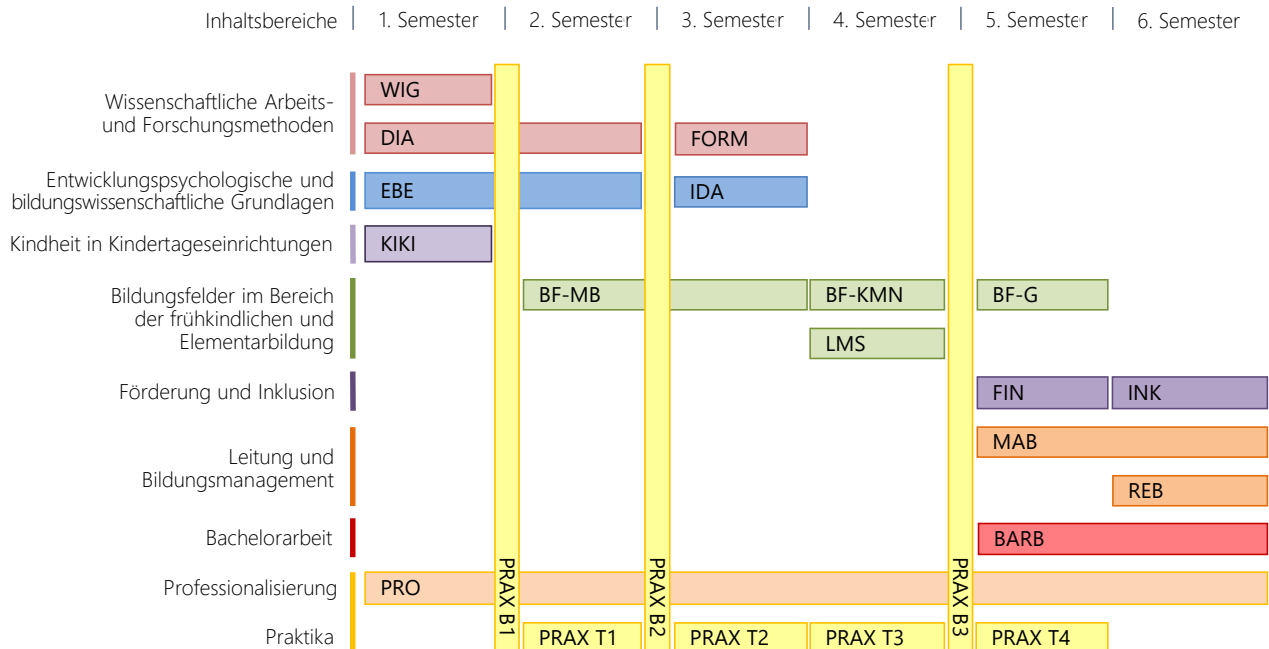 Inhaltsbereiche 1. Semester 2. Semester 3. Semester 4. Semester 5. Semester 6. Semester
WIG
Wissenschaftliche Arbeits-
und Forschungsmethoden
DIA FORM
Entwicklungspsychologische und
bildungswissenschaftliche Grundlagen
EBE IDA
Kindheit in Kindertageseinrichtungen KIKI
Bildungsfelder im Bereich
der frühkindlichen und
Elementarbildung
BF-MB BF-KMN BF-G
LMS
Förderung und Inklusion FIN INK
Leitung und
Bildungsmanagement
MAB
REB
Bachelorarbeit BARB
Professionalisierung PRO
PRAX B1
PRAX B2
PRAX B3
Praktika PRAX T1 PRAX T2 PRAX T3 PRAX T4